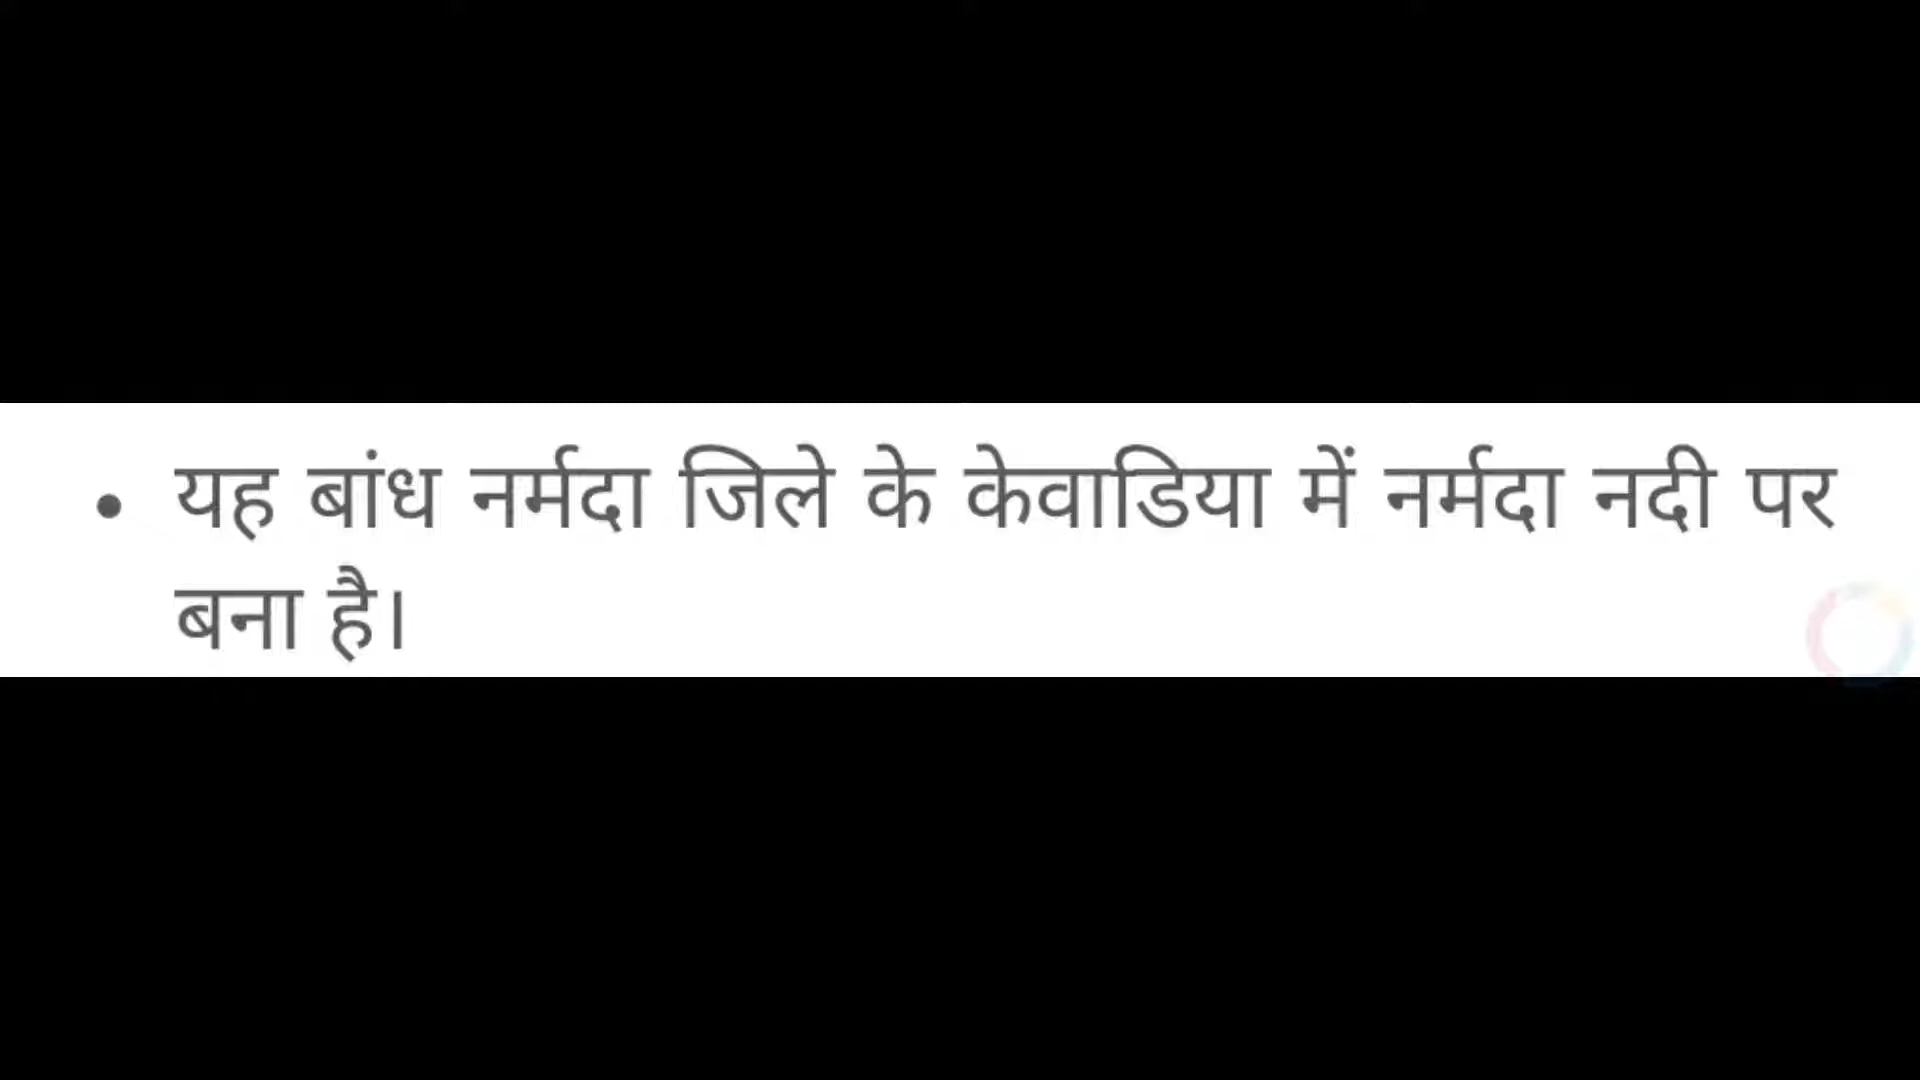 • यह बांध नर्मदा जिले के केवाडिया में नर्मदा नदी पर
बना है।